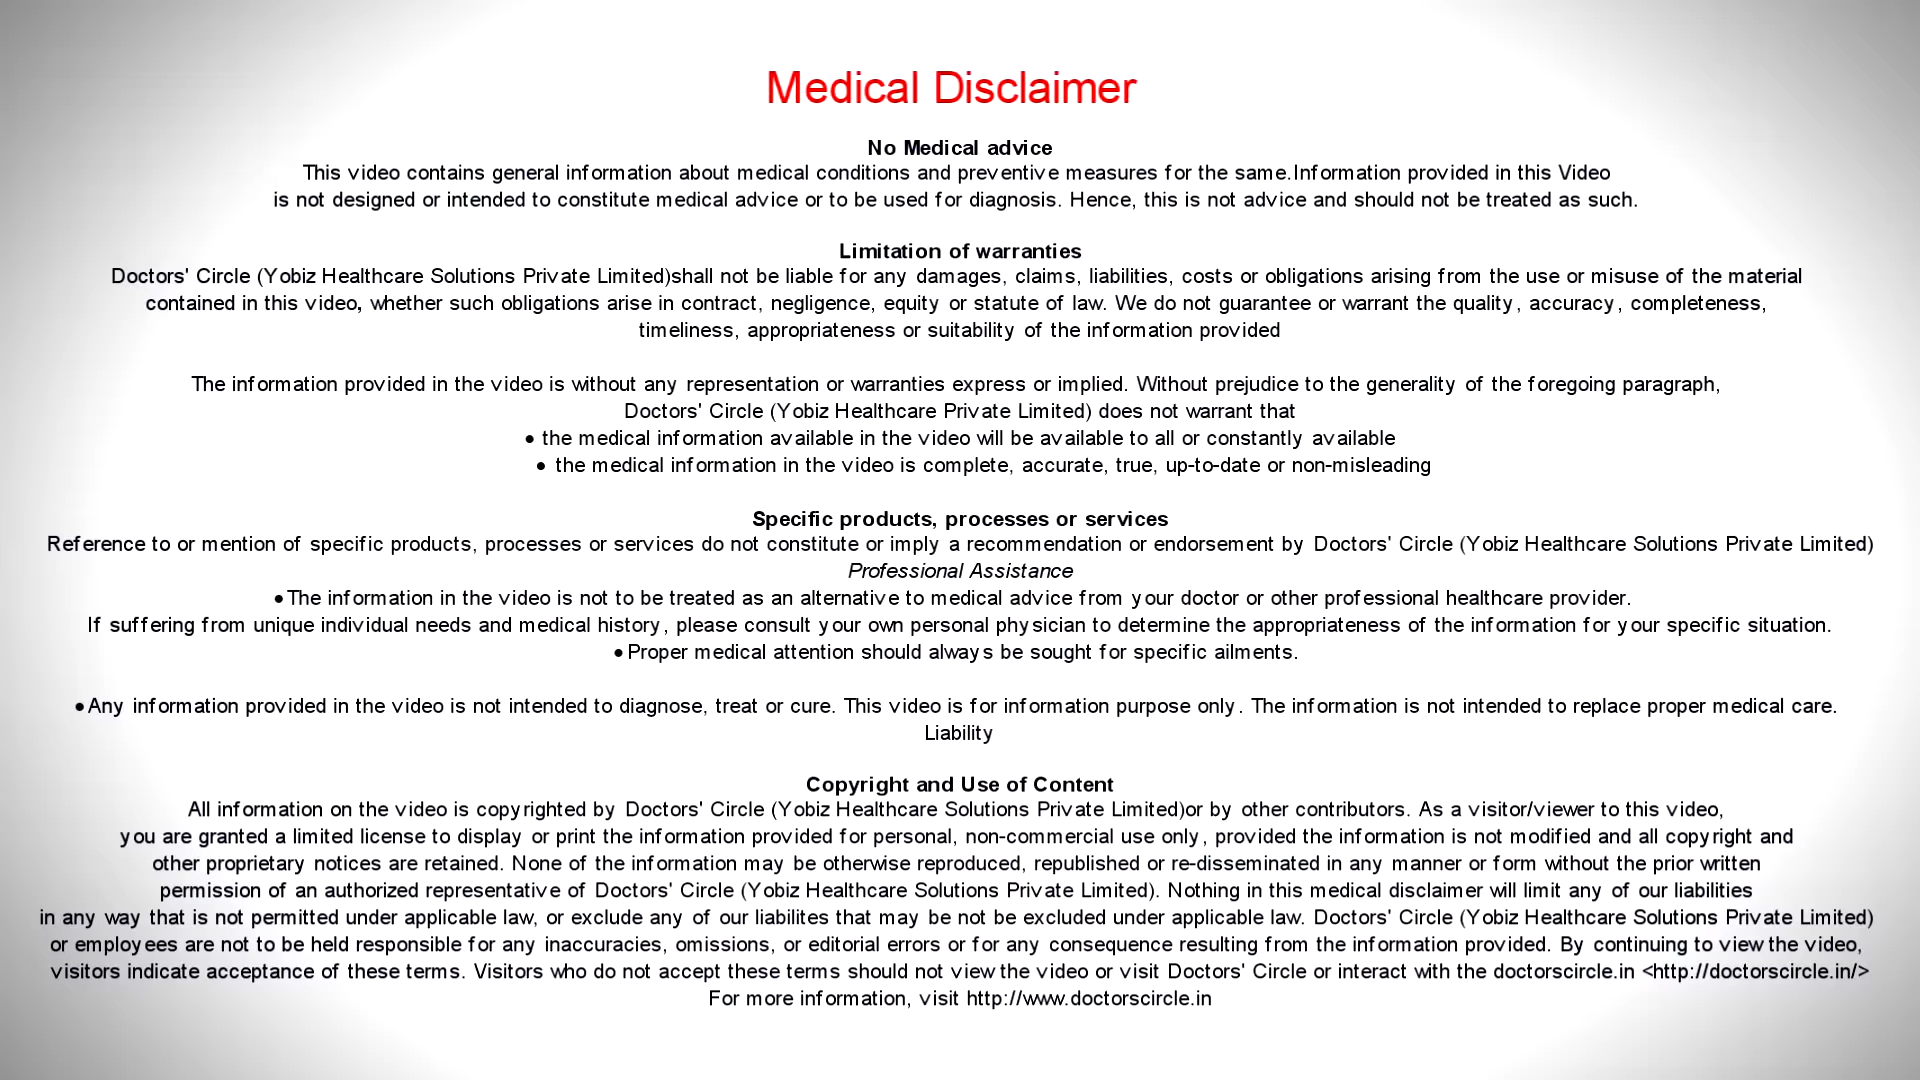 Medical Disclaimer
No Medical advice
This video contains general information about medical conditions and preventive measures for the same.Information provided in this Video
is not designed or intended to constitute medical advice or to be used for diagnosis. Hence, this is not advice and should not be treated as such.
Limitation of warranties
Doctors' Circle (Yobiz Healthcare Solutions Private Limited)shall not be liable for any damages, claims, liabilities, costs or obligations arising from the use or misuse of the material
contained in this video, whether such obligations arise in contract, negligence, equity or statute of law. We do not guarantee or warrant the quality, accuracy, completeness,
timeliness, appropriateness or suitability of the information provided
The information provided in the video is without any representation or warranties express or implied. Without prejudice to the generality of the foregoing paragraph,
Doctors' Circle (Yobiz Healthcare Private Limited) does not warrant that
• the medical information available in the video will be available to all or constantly available
• the medical information in the video is complete, accurate, true, up-to-date or non-misleading
Specific products, processes or services
Reference to or mention of specific products, processes or services do not constitute or imply a recommendation or endorsement by Doctors' Circle (Yobiz Healthcare Solutions Private Limited)
Professional Assistance
•The information in the video is not to be treated as an alternative to medical advice from your doctor or other professional healthcare provider.
If suffering from unique individual needs and medical history, please consult your own personal physician to determine the appropriateness of the information for your specific situation.
•Proper medical attention should always be sought for specific ailments.
•Any information provided in the video is not intended to diagnose, treat or cure. This video is for information purpose only. The information is not intended to replace proper medical care.
Liability
Copyright and Use of Content
All information on the video is copyrighted by Doctors' Circle (Yobiz Healthcare Solutions Private Limited)or by other contributors. As a visitor/viewer to this video,
you are granted a limited license to display or print the information provided for personal, non-commercial use only, provided the information is not modified and all copyright and
other proprietary notices are retained. None of the information may be otherwise reproduced, republished or re-disseminated in any manner or form without the prior written
permission of an authorized representative of Doctors' Circle (Yobiz Healthcare Solutions Private Limited). Nothing in this medical disclaimer will limit any of our liabilities
in any way that is not permitted under applicable law, or exclude any of our liabilites that may be not be excluded under applicable law. Doctors' Circle (Yobiz Healthcare Solutions Private Limited)
or employees are not to be held responsible for any inaccuracies, omissions, or editorial errors or for any consequence resulting from the information provided. By continuing to view the video,
visitors indicate acceptance of these terms. Visitors who do not accept these terms should not view the video or visit Doctors' Circle or interact with the doctorscircle.in <http://doctorscircle.in/>
For more information, visit http://www.doctorscircle.in